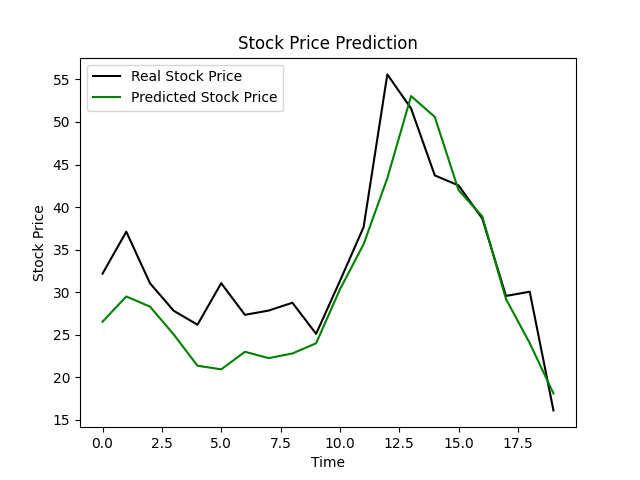 Stock Price Prediction
Real Stock Price
Predicted Stock Price
Stock Price
55
50
45
40
35
30
25
20
15
0.0 2.5 5.0 7.5 10.0 12.5 15.0 17.5
Time